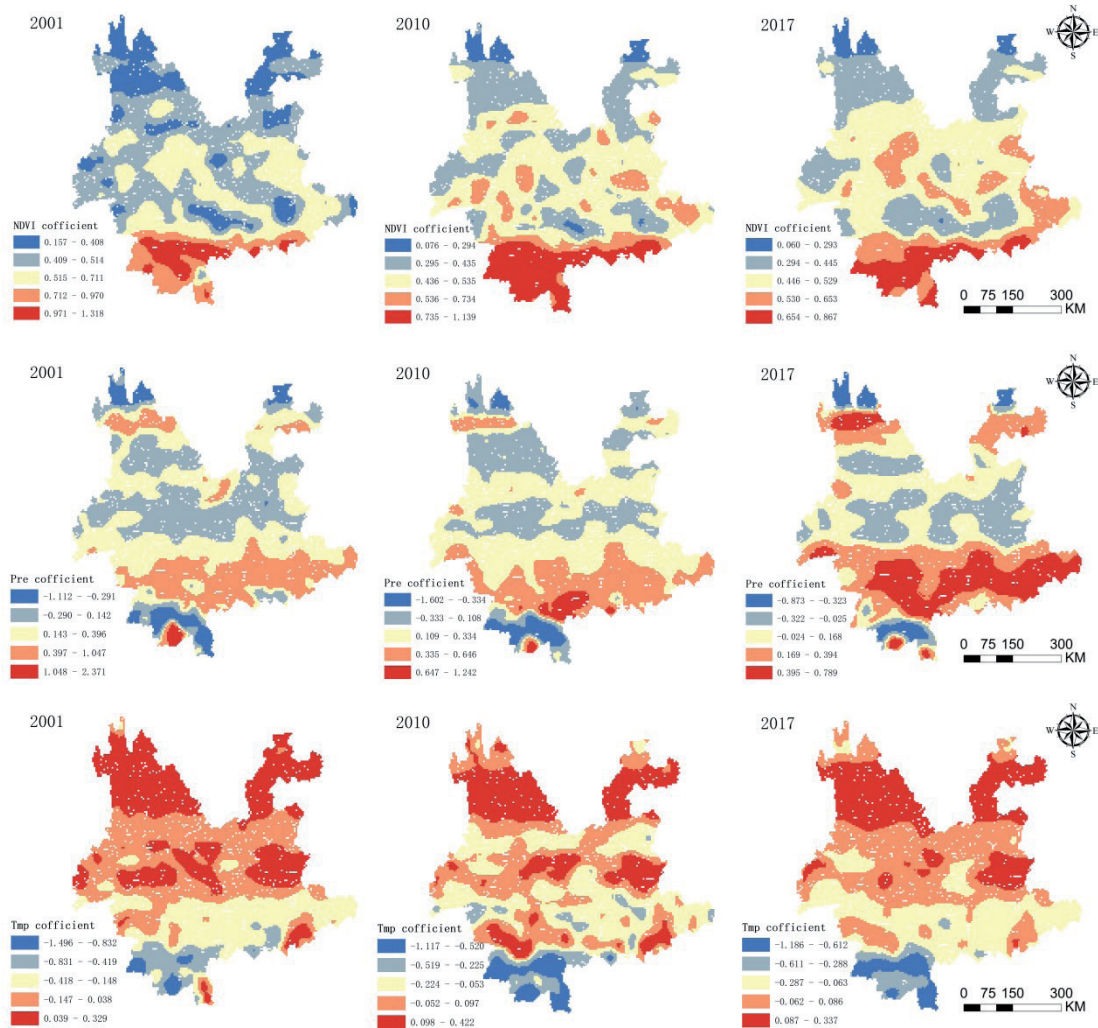 2001
2010
2017
N
W E
S
NDVI cofficient
0.157 - 0.408
0.409 - 0.514
0.515 - 0.711
0.712 - 0.970
0.971 - 1.318
NDVI cofficient
0.076 - 0.294
0.295 - 0.435
0.436 - 0.535
0.536 - 0.734
0.735 - 1.139
NDVI cofficient
0.060 - 0.293
0.294 - 0.445
0.446 - 0.529
0.530 - 0.653
0.654 - 0.867
0 75 150 300
KM
2001
2010
2017
N
W E
S
Pre cofficient
-1.112 - -0.291
-0.290 - 0.142
0.143 - 0.396
0.397 - 1.047
1.048 - 2.371
Pre cofficient
-1.602 - -0.334
-0.333 - 0.108
0.109 - 0.334
0.335 - 0.646
0.647 - 1.242
Pre cofficient
-0.873 - -0.323
-0.322 - -0.025
-0.024 - 0.168
0.169 - 0.394
0.395 - 0.789
0 75 150 300
KM
2001
2010
2017
N
W E
S
Tmp cofficient
-1.496 - -0.832
-0.831 - -0.419
-0.418 - -0.148
-0.147 - 0.038
0.039 - 0.329
Tmp cofficient
-1.117 - -0.520
-0.519 - -0.225
-0.224 - -0.053
-0.052 - -0.097
0.098 - 0.422
Tmp cofficient
-1.186 - -0.612
-0.611 - -0.288
-0.287 - -0.063
-0.062 - 0.086
0.087 - 0.337
0 75 150 300
KM